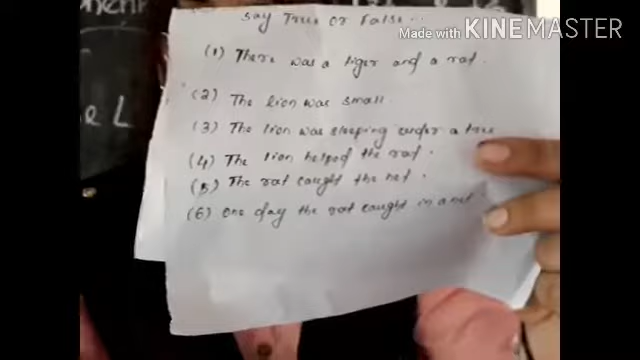 Made with KINEMASTER
Say True or False...
(1) There was a tiger and a rat.
(2) The lion was small.
(3) The lion was sleeping under a tree
(4) The lion helped the rat.
(5) The rat caught the net.
(6) One day the rat caught in a net.